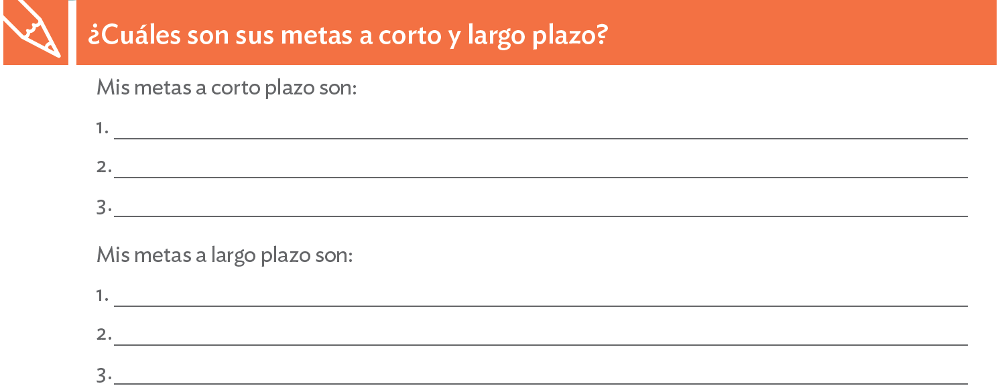 ¿Cuáles son sus metas a corto y largo plazo?
Mis metas a corto plazo son:
1.
2.
3.
Mis metas a largo plazo son:
1.
2.
3.